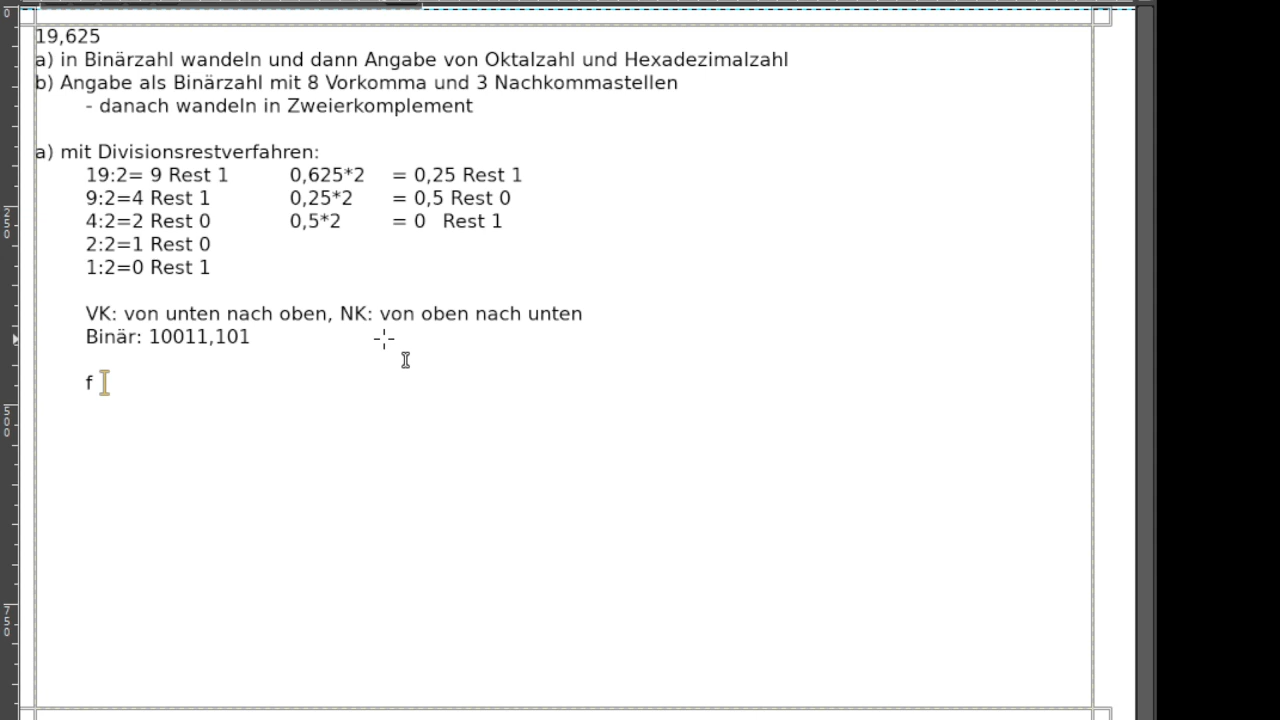 19,625
a) in Binärzahl wandeln und dann Angabe von Oktalzahl und Hexadezimalzahl
b) Angabe als Binärzahl mit 8 Vorkomma und 3 Nachkommastellen
- danach wandeln in Zweierkomplement
a) mit Divisionsrestverfahren:
19:2= 9 Rest 1 0,625*2 = 0,25 Rest 1
9:2=4 Rest 1 0,25*2 = 0,5 Rest 0
4:2=2 Rest 0 0,5*2 = 0 Rest 1
2:2=1 Rest 0
1:2=0 Rest 1
VK: von unten nach oben, NK: von oben nach unten
Binär: 10011,101
f
0
250
500
750